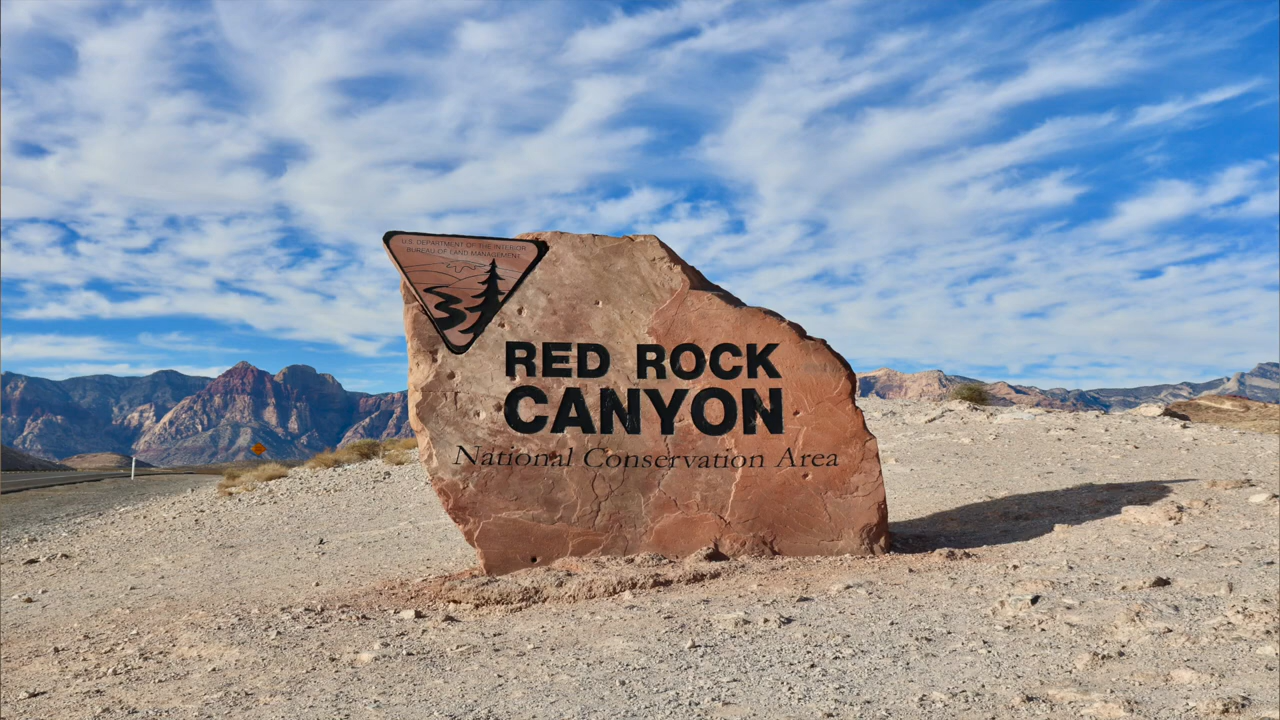 U.S. DEPARTMENT OF THE INTERIOR
BUREAU OF LAND MANAGEMENT
RED ROCK
CANYON
National Conservation Area